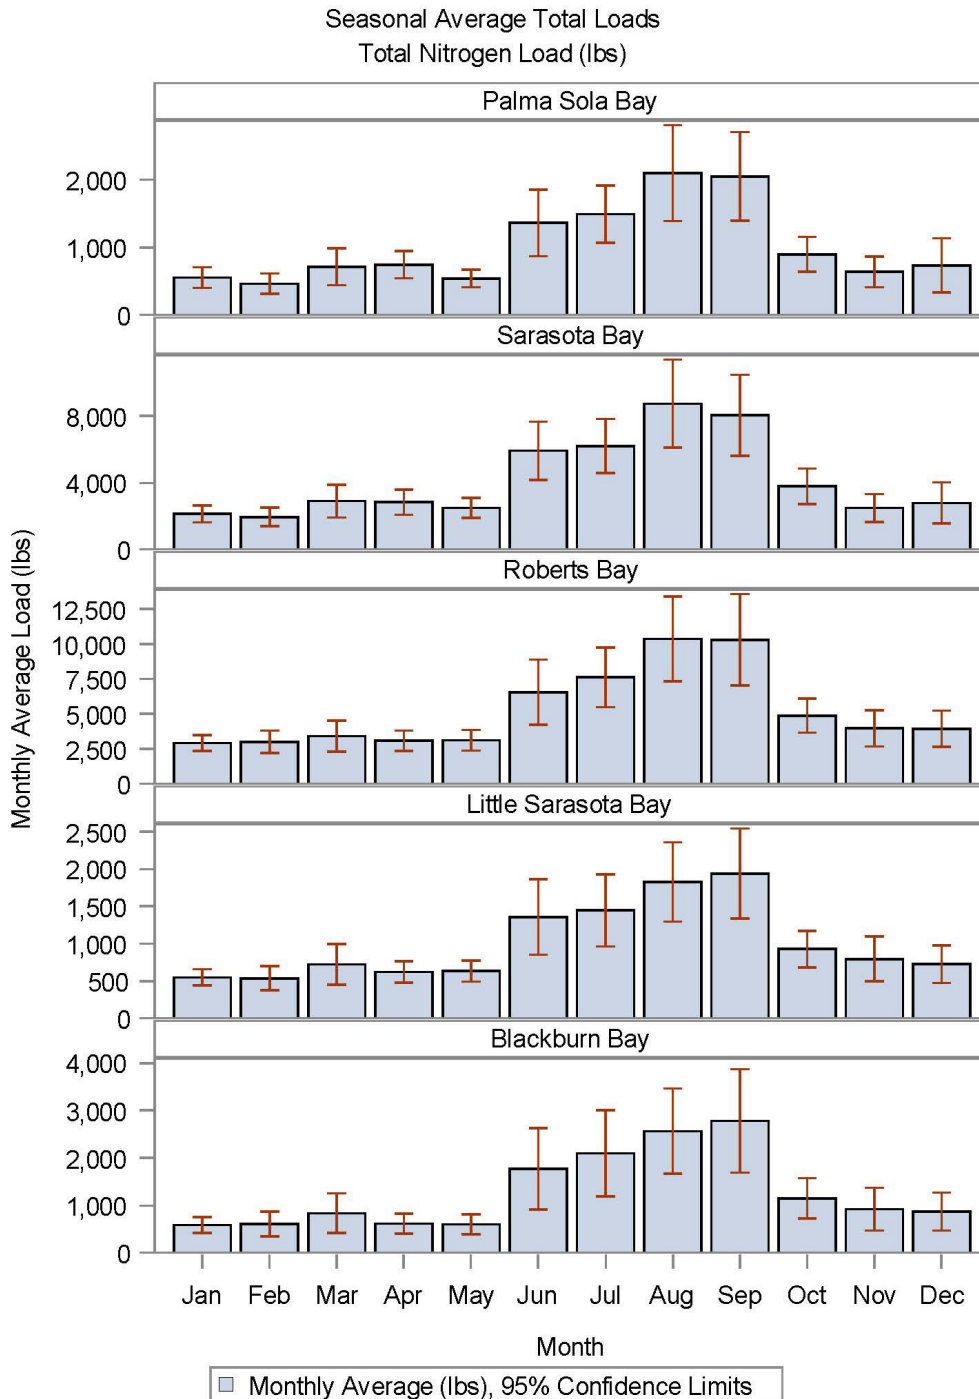 Seasonal Average Total Loads
Total Nitrogen Load (lbs)
Monthly Average Load (lbs)
Palma Sola Bay
2,000
1,000
0
Sarasota Bay
8,000
4,000
0
Roberts Bay
12,500
10,000
7,500
5,000
2,500
0
Little Sarasota Bay
2,500
2,000
1,500
1,000
500
0
Blackburn Bay
4,000
3,000
2,000
1,000
0
Jan Feb Mar Apr May Jun Jul Aug Sep Oct Nov Dec
Month
Monthly Average (lbs), 95% Confidence Limits